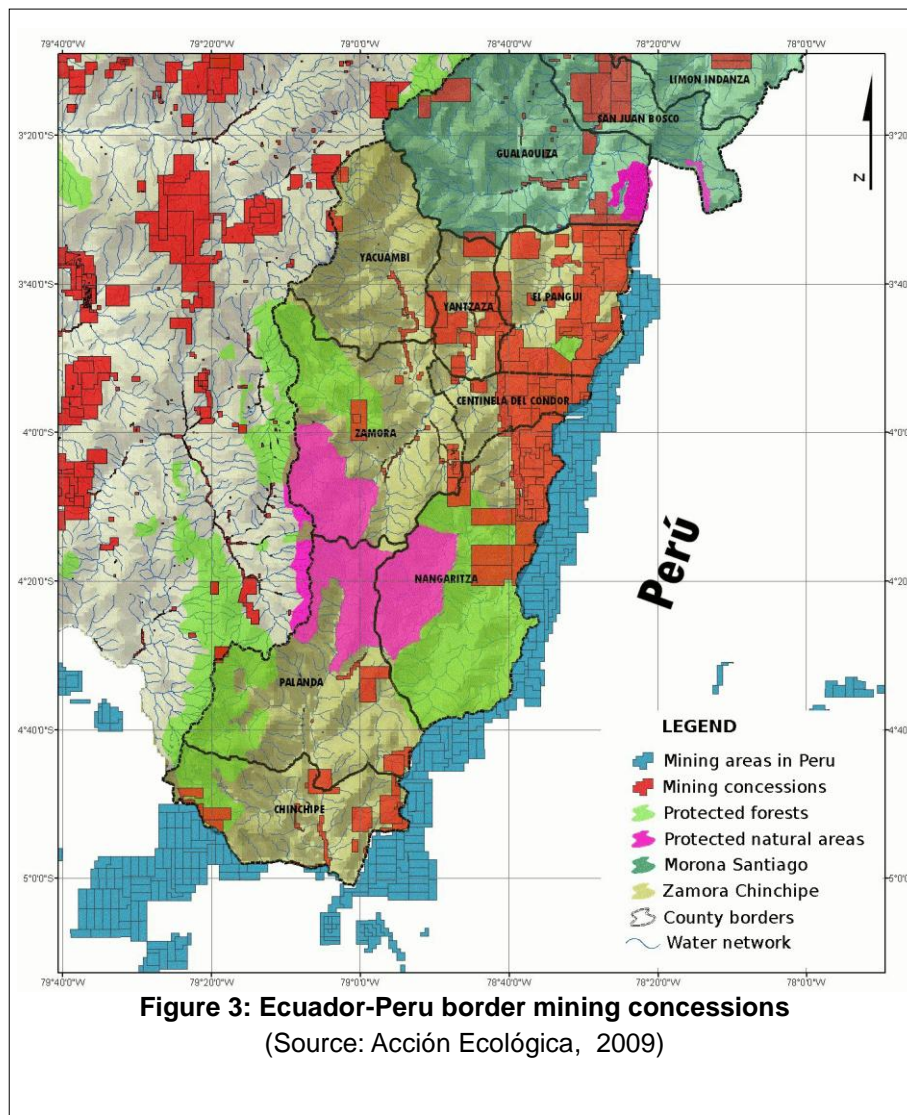 79°40'0"W 79°20'0"W 79°0'0"W 78°40'0"W 78°20'0"W 78°0'0"W
LIMON INDANZA
SAN JUAN BOSCO
3°20'0"S
GUALAQUIZA
N
YACUAMBI
3°40'0"S
YANTZAZA
EL PANGUI
CENTINELA DEL CONDOR
4°0'0"S
ZAMORA
Perú
NANGARITZA
4°20'0"S
PALANDA
4°40'0"S
CHINCHIPE
5°0'0"S
LEGEND
Mining areas in Peru
Mining concessions
Protected forests
Protected natural areas
Morona Santiago
Zamora Chinchipe
County borders
Water network
79°40'0"W 79°20'0"W 79°0'0"W 78°40'0"W 78°20'0"W 78°0'0"W
Figure 3: Ecuador-Peru border mining concessions
(Source: Acción Ecológica, 2009)